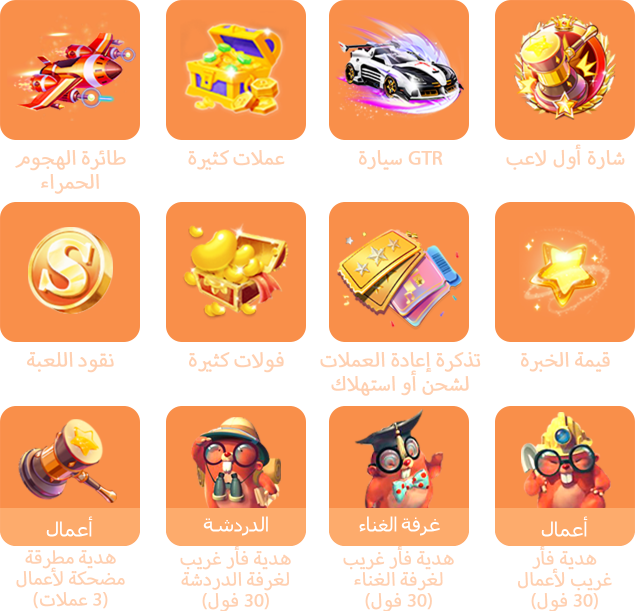 شارة أول لاعب
GTR سيارة
عملات كثيرة
طائرة الهجوم
الحمراء
قيمة الخبرة
تذكرة إعادة العملات
لشحن أو استهلاك
فولات كثيرة
S
نقود اللعبة
أعمال
هدية فأر
غريب لأعمال
(30 فول)
غرفة الغناء
هدية فأر غريب
لغرفة الغناء
(30 فول)
الدردشة
هدية فأر غريب
لغرفة الدردشة
(30 فول)
أعمال
هدية مطرقة
مضحكة لأعمال
(3 عملات)